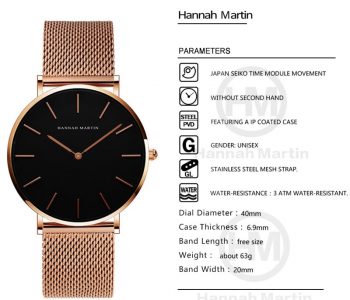 Hannah Martin
PARAMETERS
JAPAN SEIKO TIME MODULE MOVEMENT
WITHOUT SECOND HAND
STEEL
PVD
FEATURING A IP COATED CASE
G
GENDER: UNISEX
GL
STAINLESS STEEL MESH STRAP.
WATER
WATER-RESISTANCE : 3 ATM WATER-RESISTANT.
Dial Diameter : 40mm
Case Thickness : 6.9mm
Band Length : free size
Weight : about 63g
Band Width : 20mm
HANNAH MARTIN
HM
Hannah Martin
HM
Hannah Martin